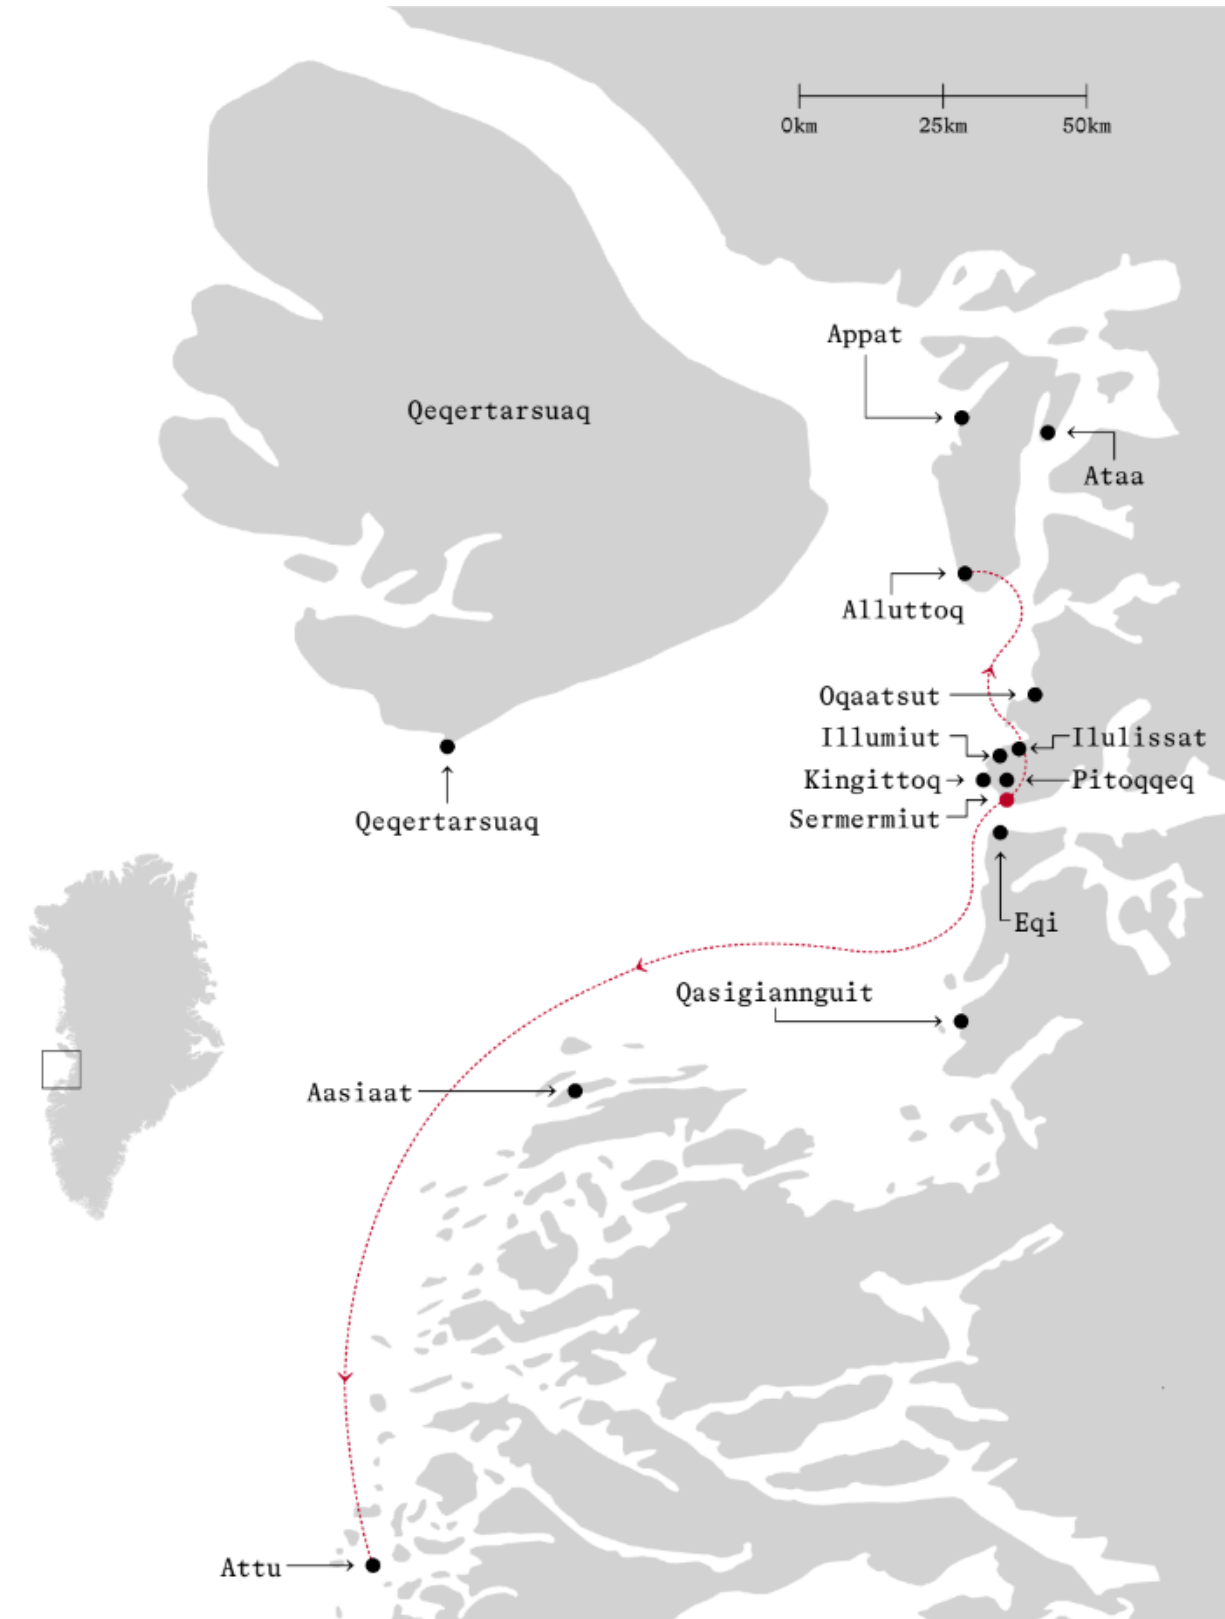 0km 25km 50km
Appat
Qeqertarsuaq
Ataa
Alluttoq
Oqaatsut
Illumiut
Ilulissat
Kingittoq
Pitoqqeq
Sermermiut
Qeqertarsuaq
Eqi
Qasigiannguit
Aasiaat
Attu